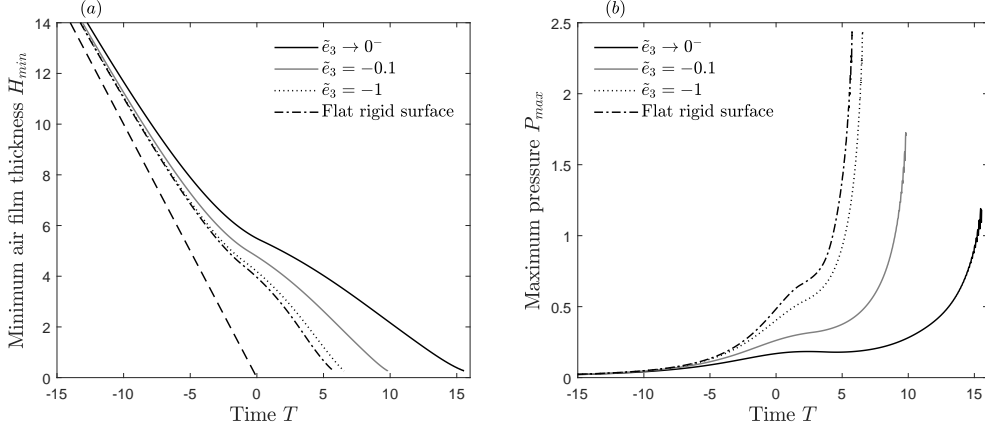 (a)
14
12
10
8
6
4
2
0
Minimum air film thickness H_min
ẽ₃ → 0⁻
ẽ₃ = −0.1
ẽ₃ = −1
Flat rigid surface
-15 -10 -5 0 5 10 15
Time T
(b)
2.5
2
1.5
1
0.5
0
Maximum pressure P_max
ẽ₃ → 0⁻
ẽ₃ = −0.1
ẽ₃ = −1
Flat rigid surface
-15 -10 -5 0 5 10 15
Time T